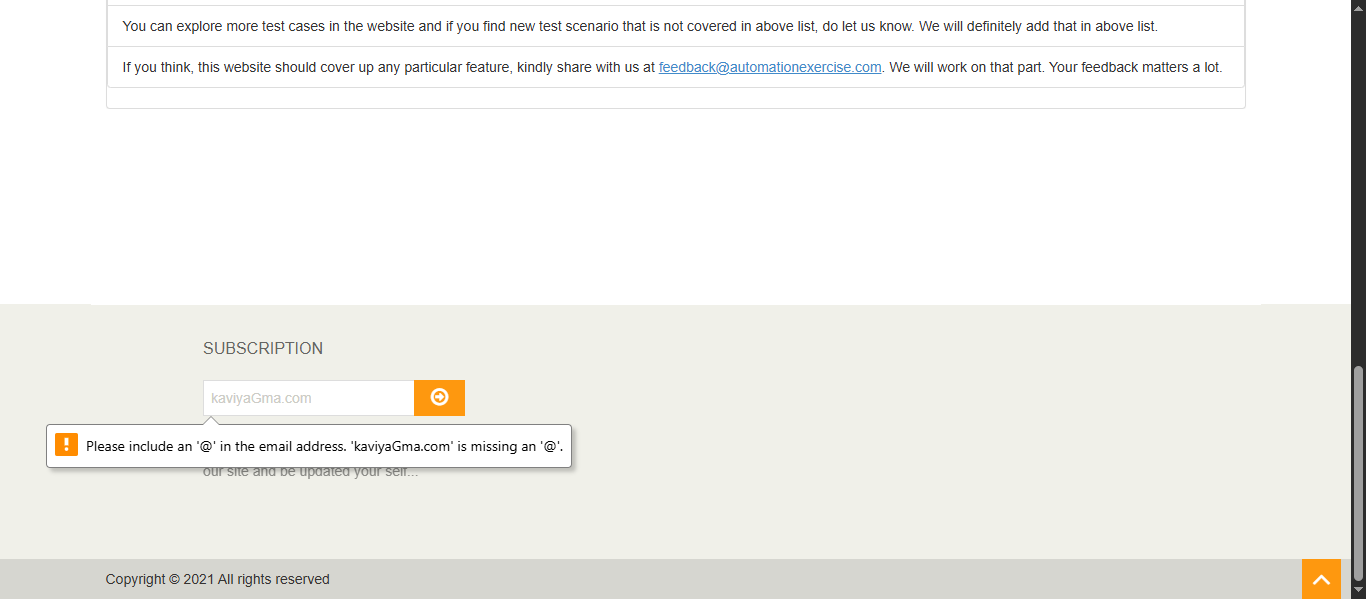 You can explore more test cases in the website and if you find new test scenario that is not covered in above list, do let us know. We will definitely add that in above list.
If you think, this website should cover up any particular feature, kindly share with us at feedback@automationexercise.com. We will work on that part. Your feedback matters a lot.
SUBSCRIPTION
kaviyaGma.com
Please include an '@' in the email address. 'kaviyaGma.com' is missing an '@'.
our site and be updated your self...
Copyright © 2021 All rights reserved